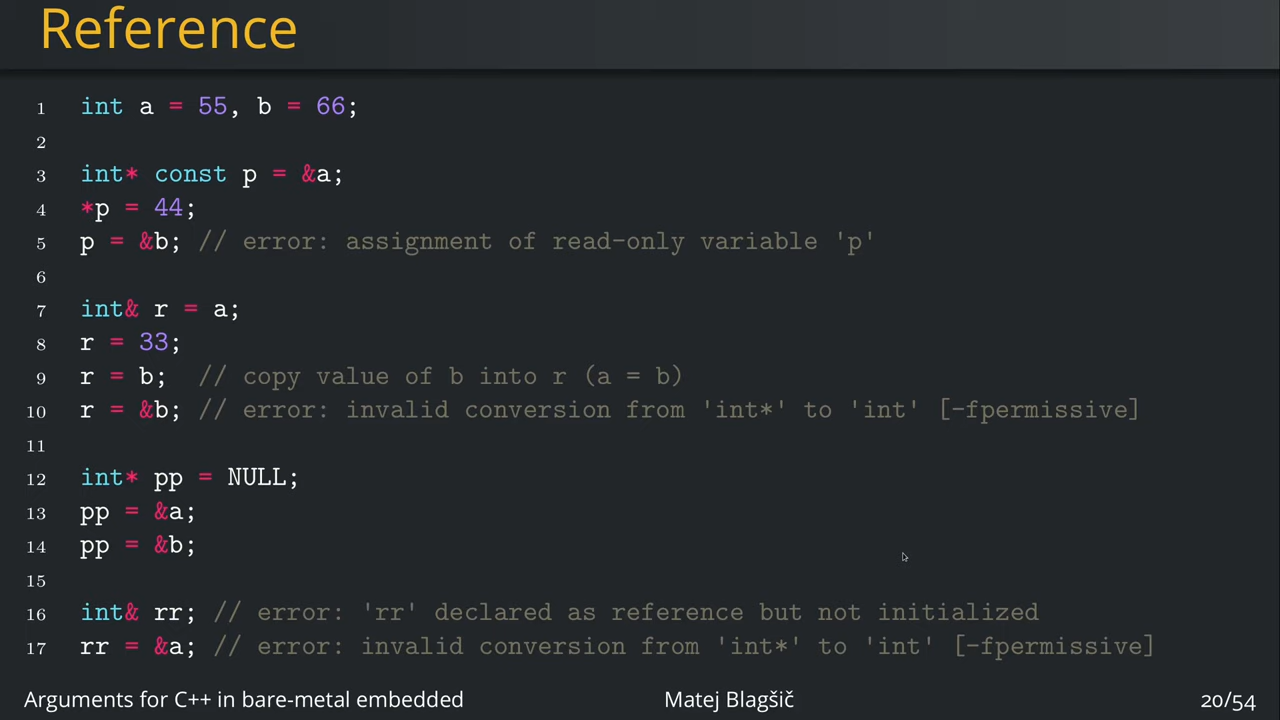 Reference
1 int a = 55, b = 66;
2
3 int* const p = &a;
4 *p = 44;
5 p = &b; // error: assignment of read-only variable 'p'
6
7 int& r = a;
8 r = 33;
9 r = b;  // copy value of b into r (a = b)
10 r = &b; // error: invalid conversion from 'int*' to 'int' [-fpermissive]
11
12 int* pp = NULL;
13 pp = &a;
14 pp = &b;
15
16 int& rr; // error: 'rr' declared as reference but not initialized
17 rr = &a; // error: invalid conversion from 'int*' to 'int' [-fpermissive]
Arguments for C++ in bare-metal embedded Matej Blagšič 20/54